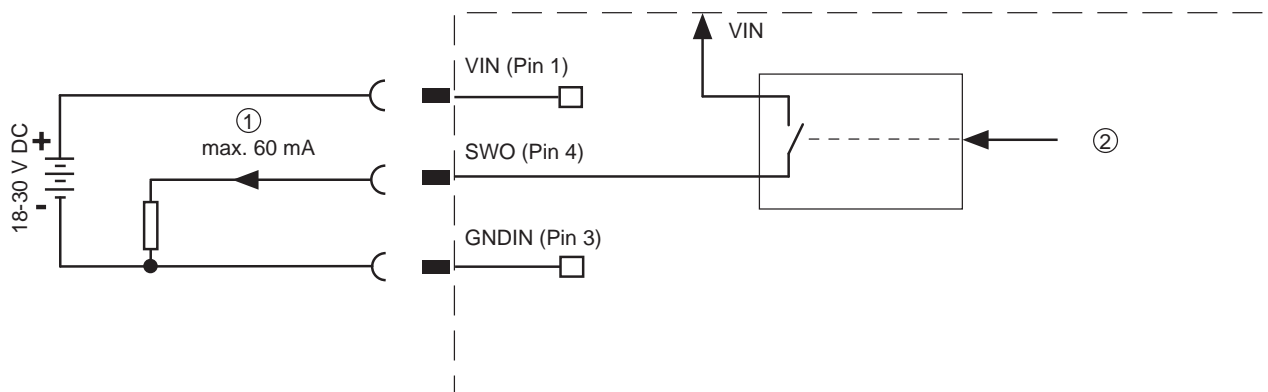 VIN
VIN (Pin 1)
①
max. 60 mA
18-30 V DC
+
-
SWO (Pin 4)
②
GNDIN (Pin 3)